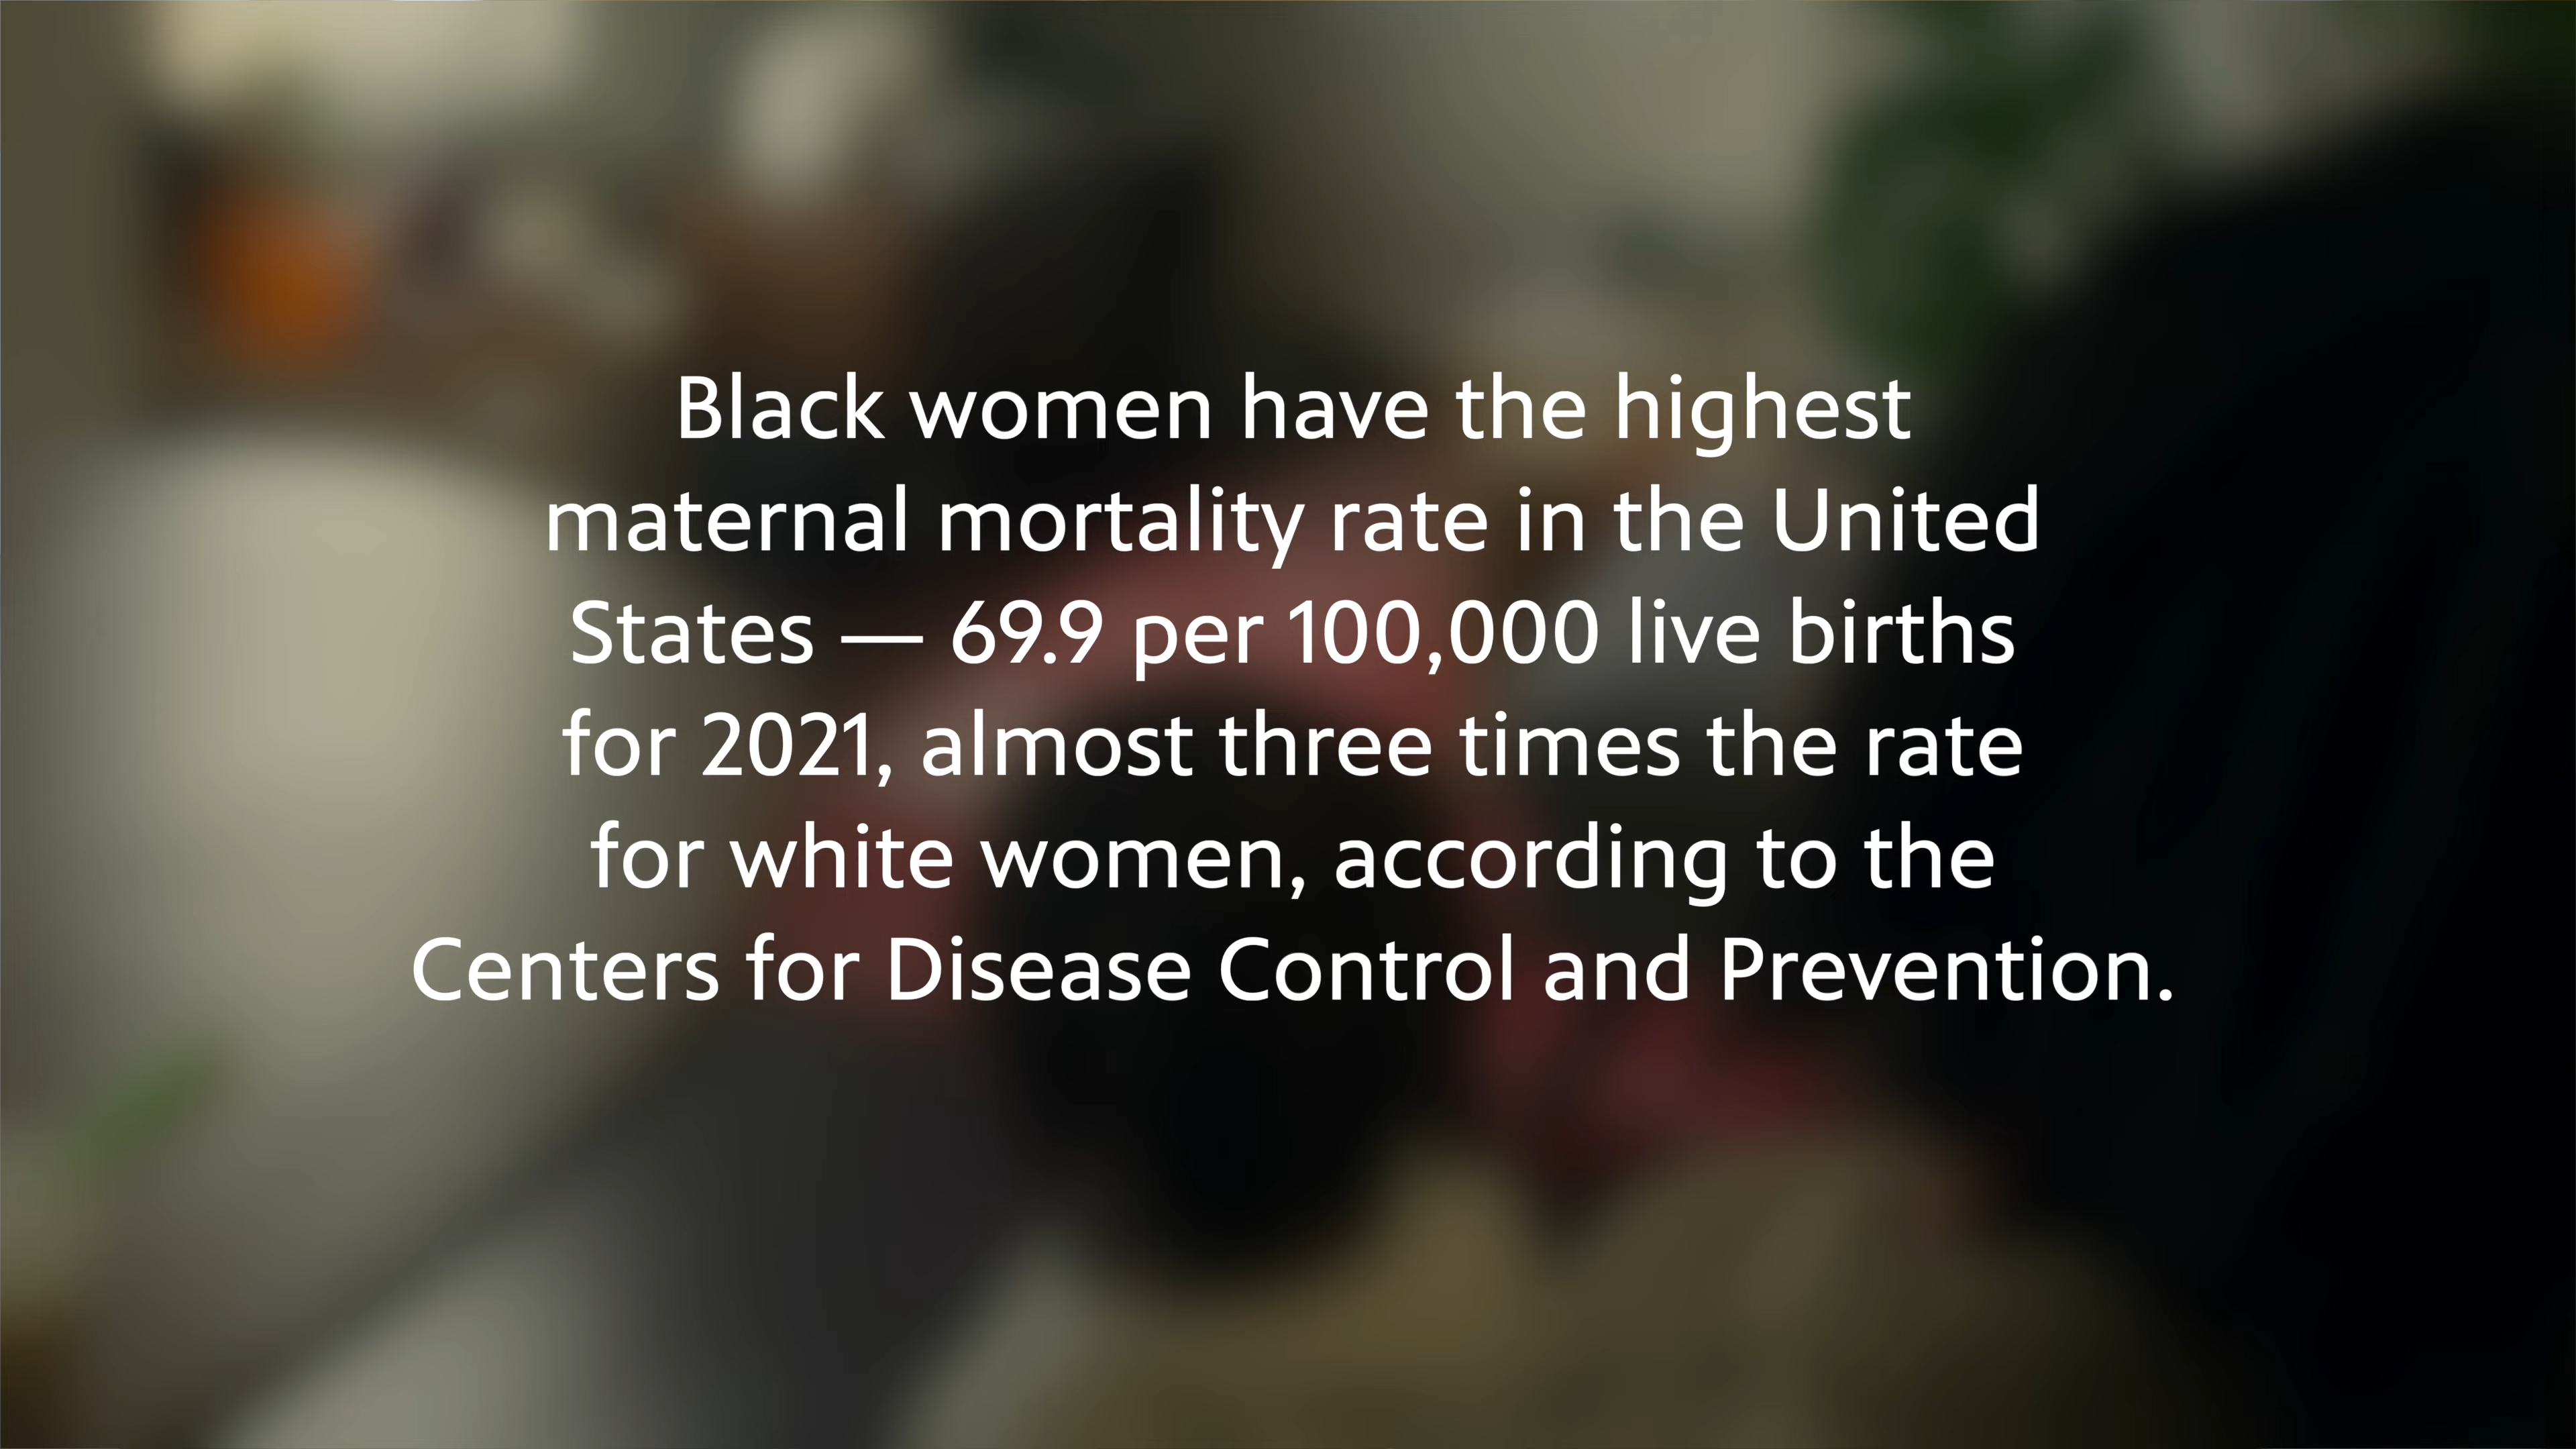 Black women have the highest
maternal mortality rate in the United
States — 69.9 per 100,000 live births
for 2021, almost three times the rate
for white women, according to the
Centers for Disease Control and Prevention.